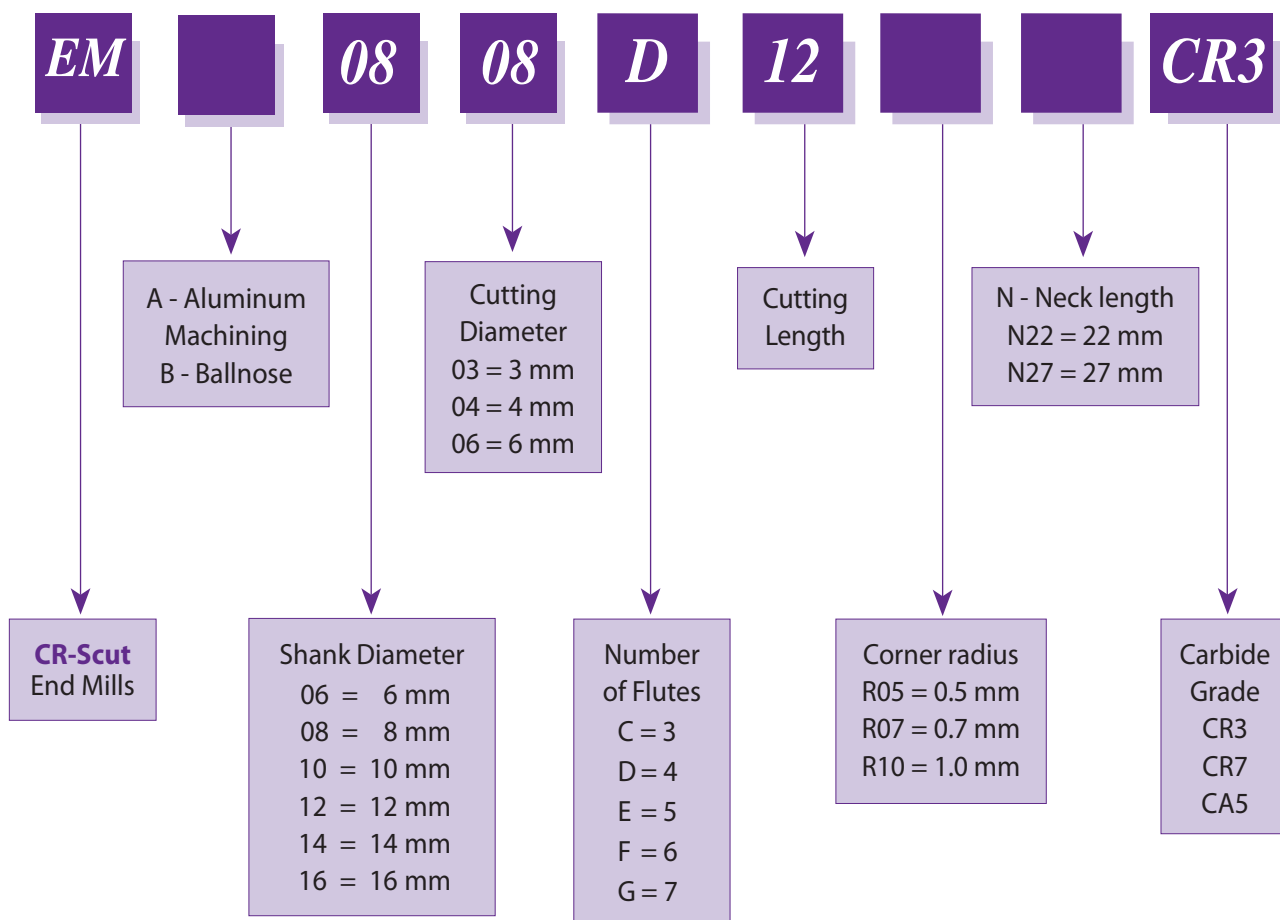 EM 08 08 D 12 CR3
A - Aluminum
Machining
B - Ballnose
Cutting
Diameter
03 = 3 mm
04 = 4 mm
06 = 6 mm
Cutting
Length
N - Neck length
N22 = 22 mm
N27 = 27 mm
CR-Scut
End Mills
Shank Diameter
06 = 6 mm
08 = 8 mm
10 = 10 mm
12 = 12 mm
14 = 14 mm
16 = 16 mm
Number
of Flutes
C = 3
D = 4
E = 5
F = 6
G = 7
Corner radius
R05 = 0.5 mm
R07 = 0.7 mm
R10 = 1.0 mm
Carbide
Grade
CR3
CR7
CA5